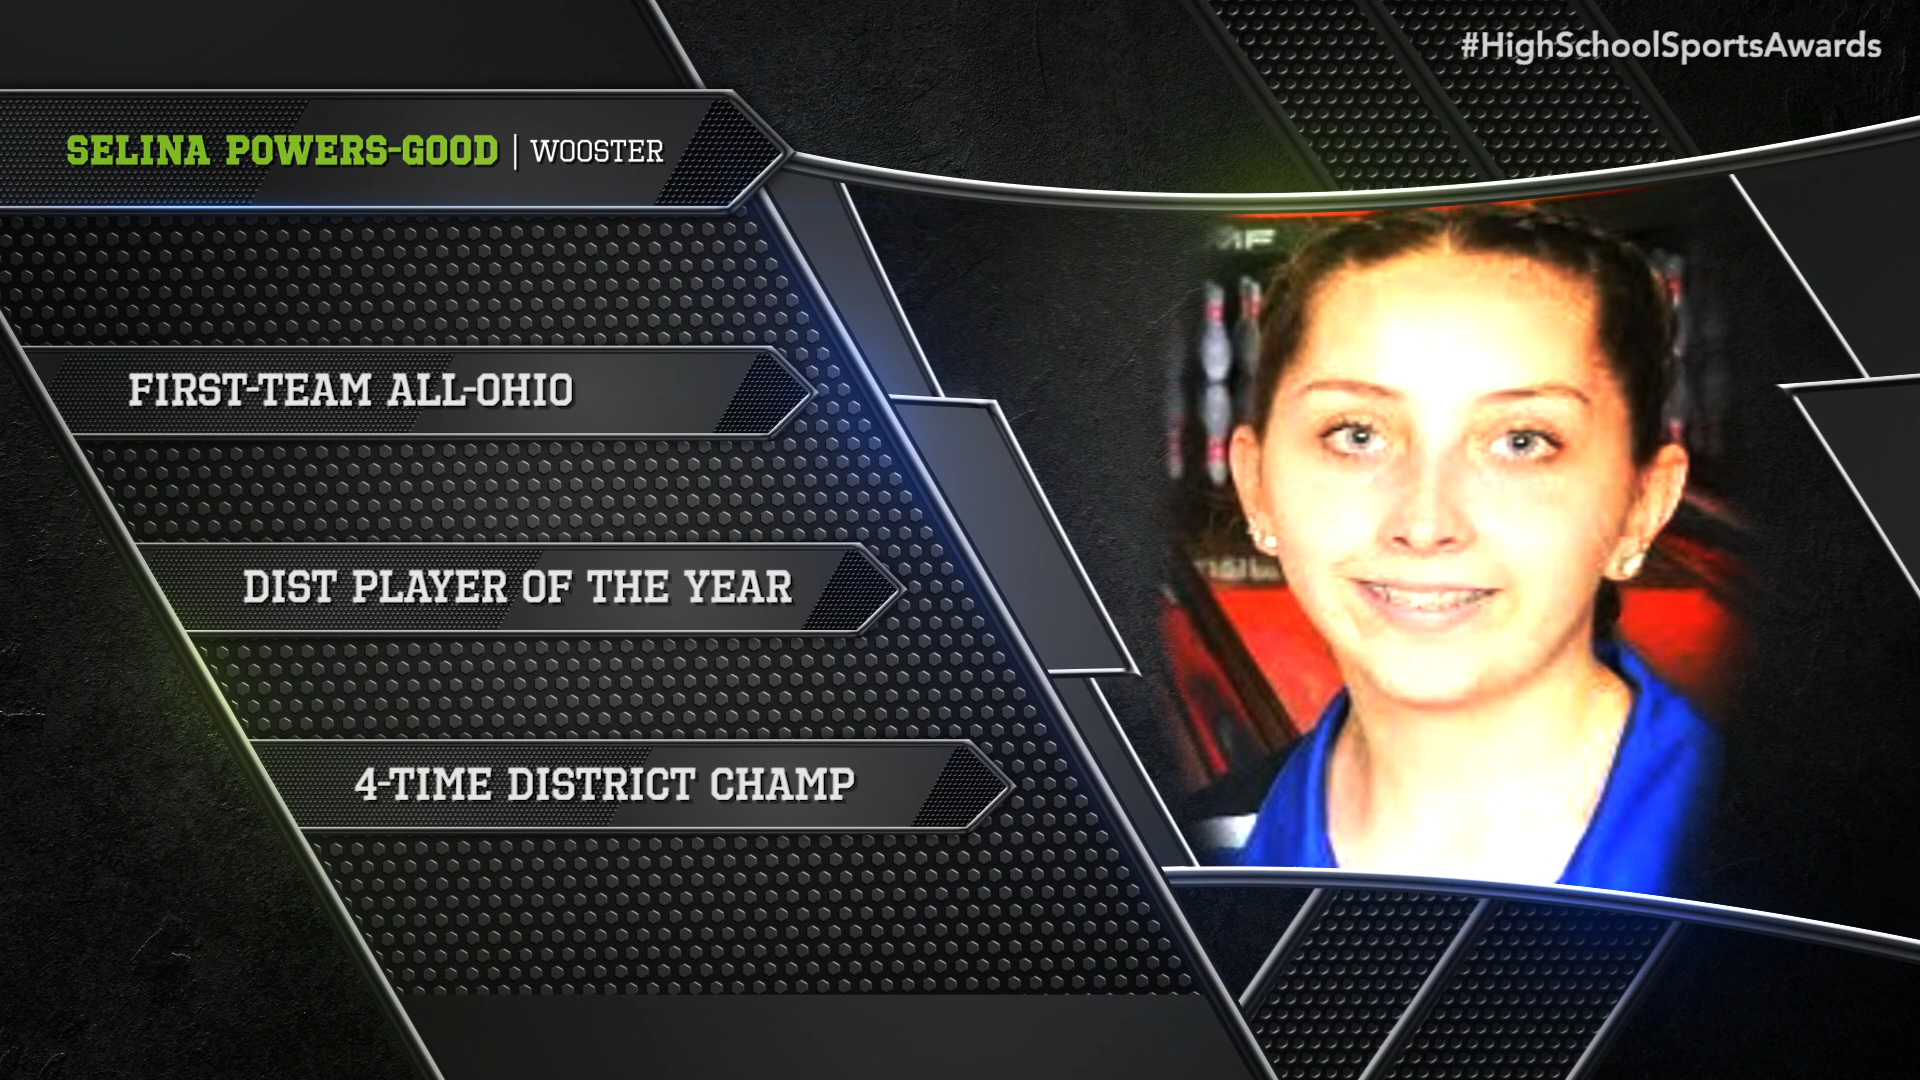 #HighSchoolSportsAwards
SELINA POWERS-GOOD | WOOSTER
FIRST-TEAM ALL-OHIO
DIST PLAYER OF THE YEAR
4-TIME DISTRICT CHAMP